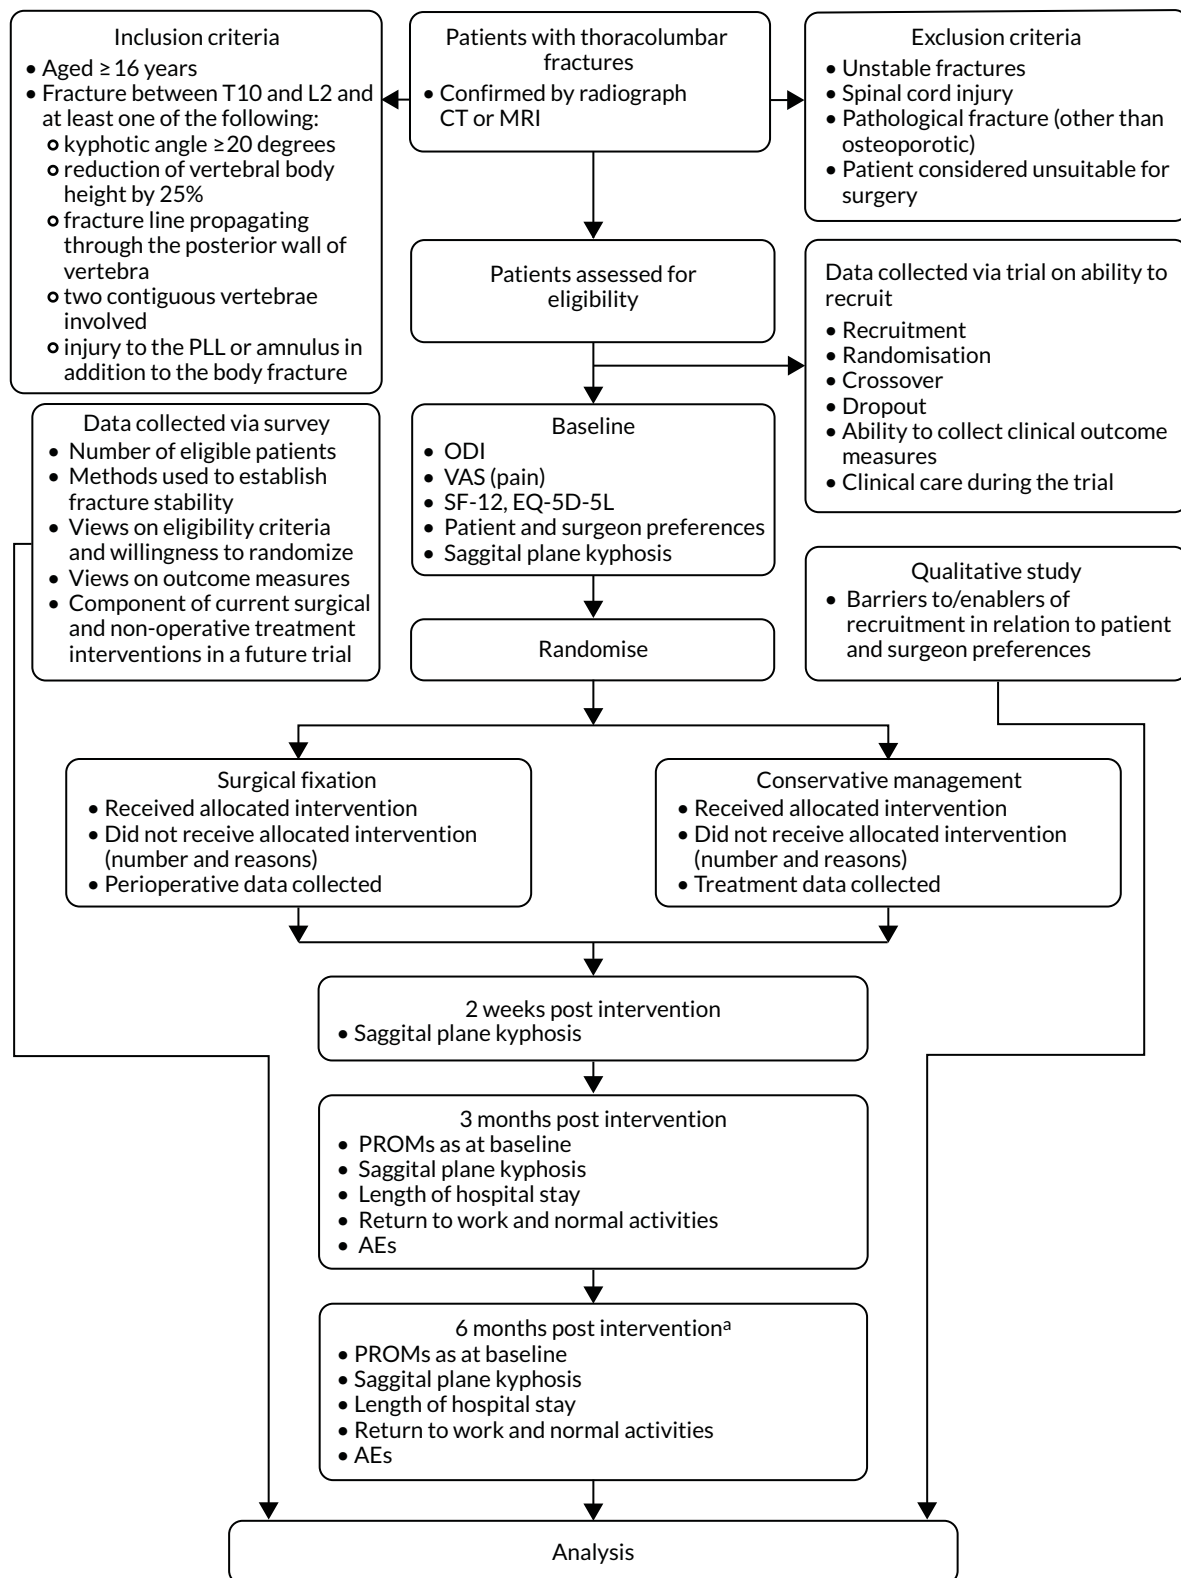 Inclusion criteria
• Aged ≥ 16 years
• Fracture between T10 and L2 and
at least one of the following:
kyphotic angle ≥20 degrees
reduction of vertebral body
height by 25%
fracture line propagating
through the posterior wall of
vertebra
two contiguous vertebrae
involved
injury to the PLL or amnulus in
addition to the body fracture
Patients with thoracolumbar
fractures
• Confirmed by radiograph
CT or MRI
Exclusion criteria
• Unstable fractures
• Spinal cord injury
• Pathological fracture (other than
osteoporotic)
• Patient considered unsuitable for
surgery
Patients assessed for
eligibility
Data collected via trial on ability to
recruit
• Recruitment
• Randomisation
• Crossover
• Dropout
• Ability to collect clinical outcome
measures
• Clinical care during the trial
Data collected via survey
• Number of eligible patients
• Methods used to establish
fracture stability
• Views on eligibility criteria
and willingness to randomize
• Views on outcome measures
• Component of current surgical
and non-operative treatment
interventions in a future trial
Baseline
• ODI
• VAS (pain)
• SF-12, EQ-5D-5L
• Patient and surgeon preferences
• Saggital plane kyphosis
Qualitative study
• Barriers to/enablers of
recruitment in relation to patient
and surgeon preferences
Randomise
Surgical fixation
• Received allocated intervention
• Did not receive allocated intervention
(number and reasons)
• Perioperative data collected
Conservative management
• Received allocated intervention
• Did not receive allocated intervention
(number and reasons)
• Treatment data collected
2 weeks post intervention
• Saggital plane kyphosis
3 months post intervention
• PROMs as at baseline
• Saggital plane kyphosis
• Length of hospital stay
• Return to work and normal activities
• AEs
6 months post interventionᵃ
• PROMs as at baseline
• Saggital plane kyphosis
• Length of hospital stay
• Return to work and normal activities
• AEs
Analysis